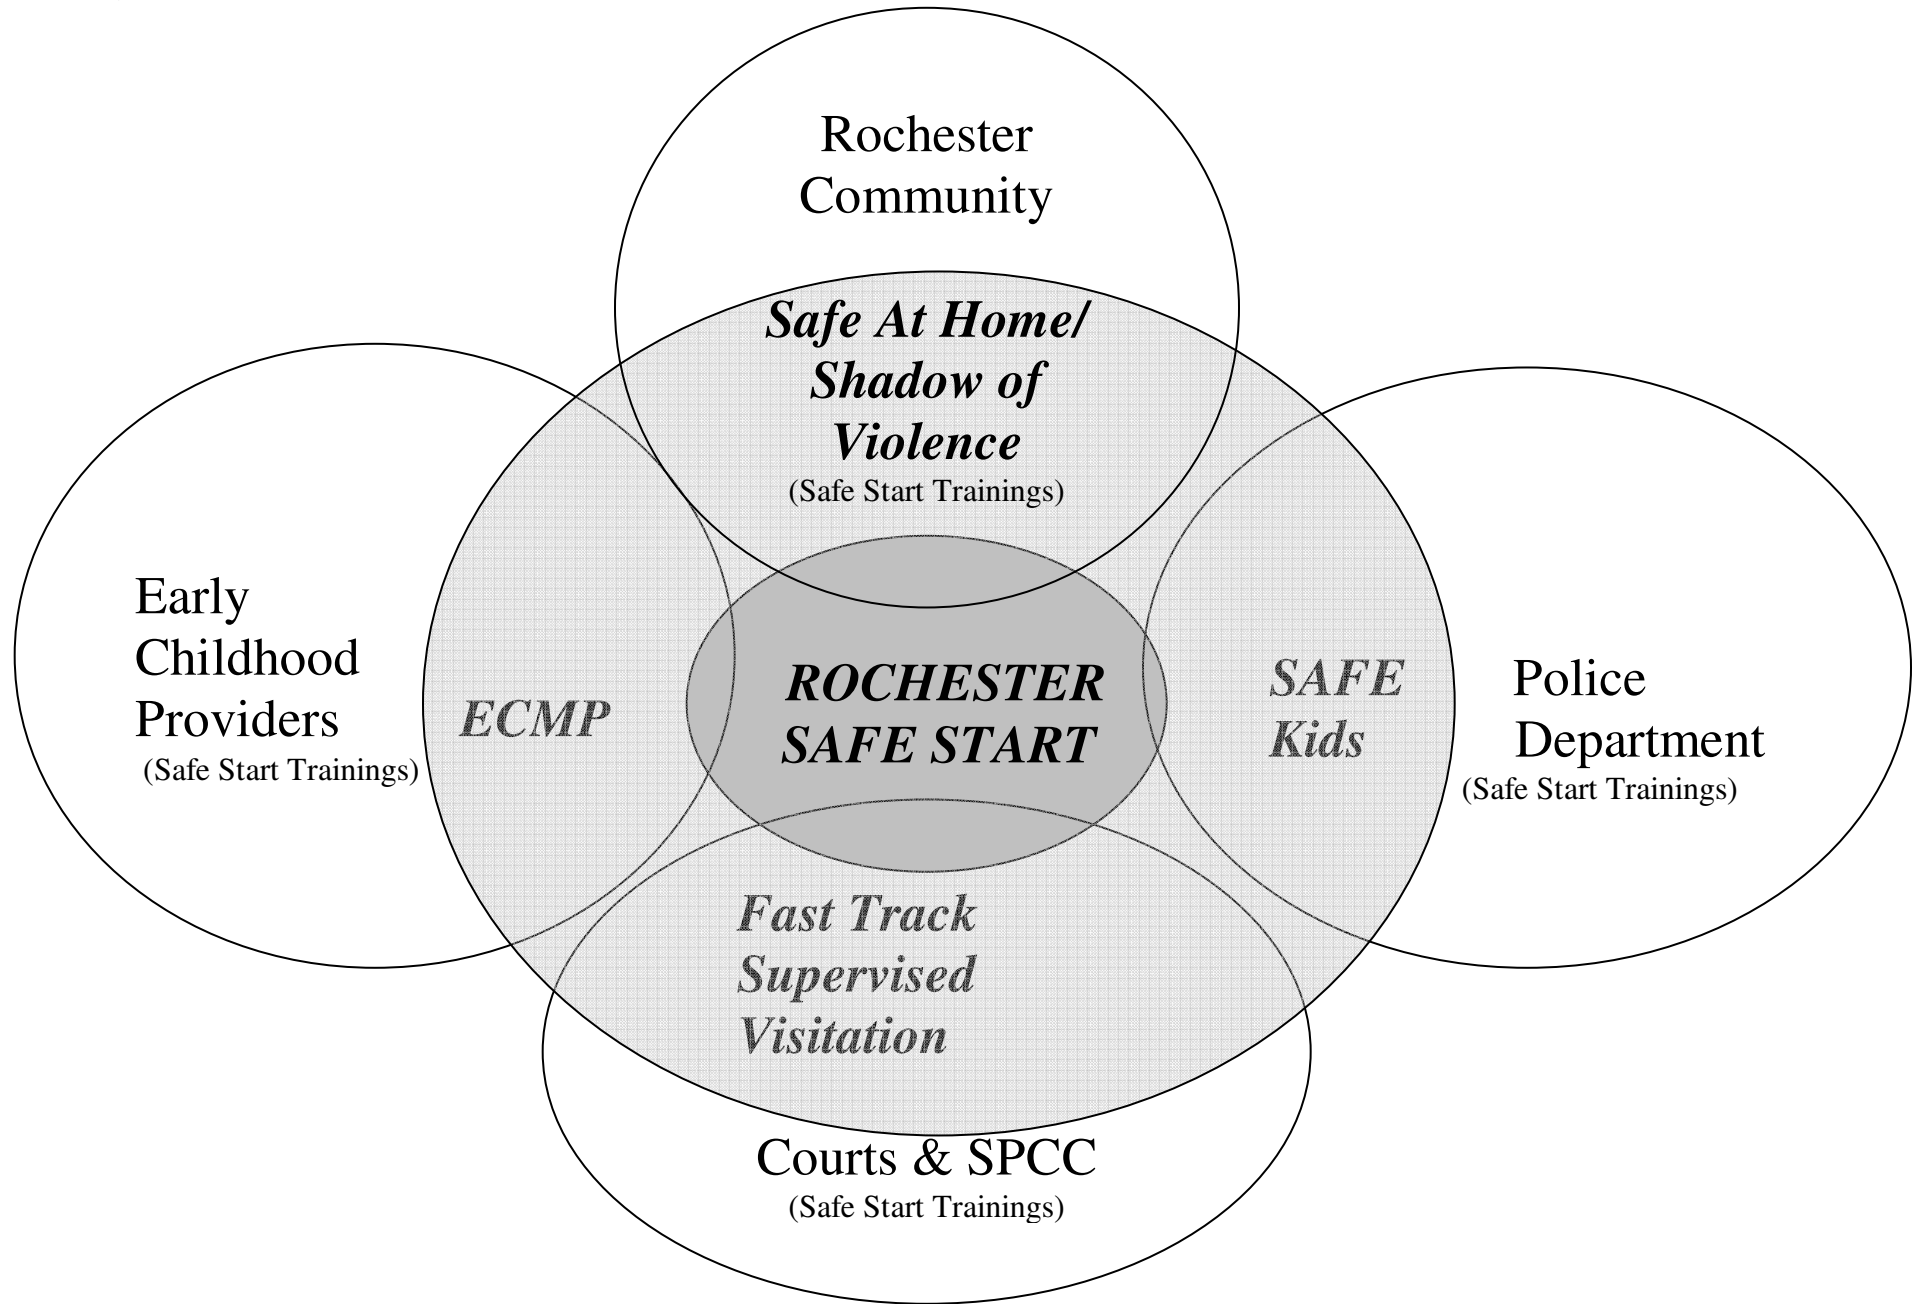 Rochester
Community
Safe At Home/
Shadow of
Violence
(Safe Start Trainings)
Early
Childhood
Providers
(Safe Start Trainings)
ECMP
ROCHESTER
SAFE START
SAFE
Kids
Police
Department
(Safe Start Trainings)
Fast Track
Supervised
Visitation
Courts & SPCC
(Safe Start Trainings)